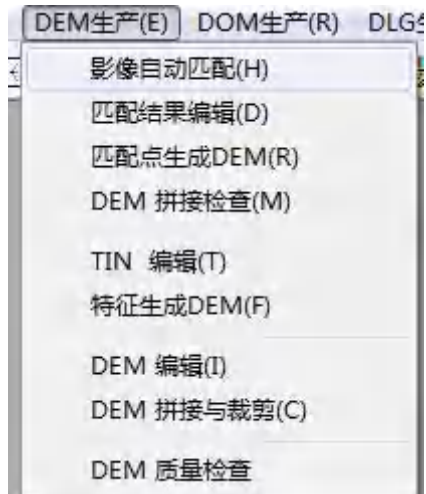 DEM生产(E) DOM生产(R) DLG
影像自动匹配(H)
匹配结果编辑(D)
匹配点生成DEM(R)
DEM 拼接检查(M)
TIN 编辑(T)
特征生成DEM(F)
DEM 编辑(I)
DEM 拼接与裁剪(C)
DEM 质量检查